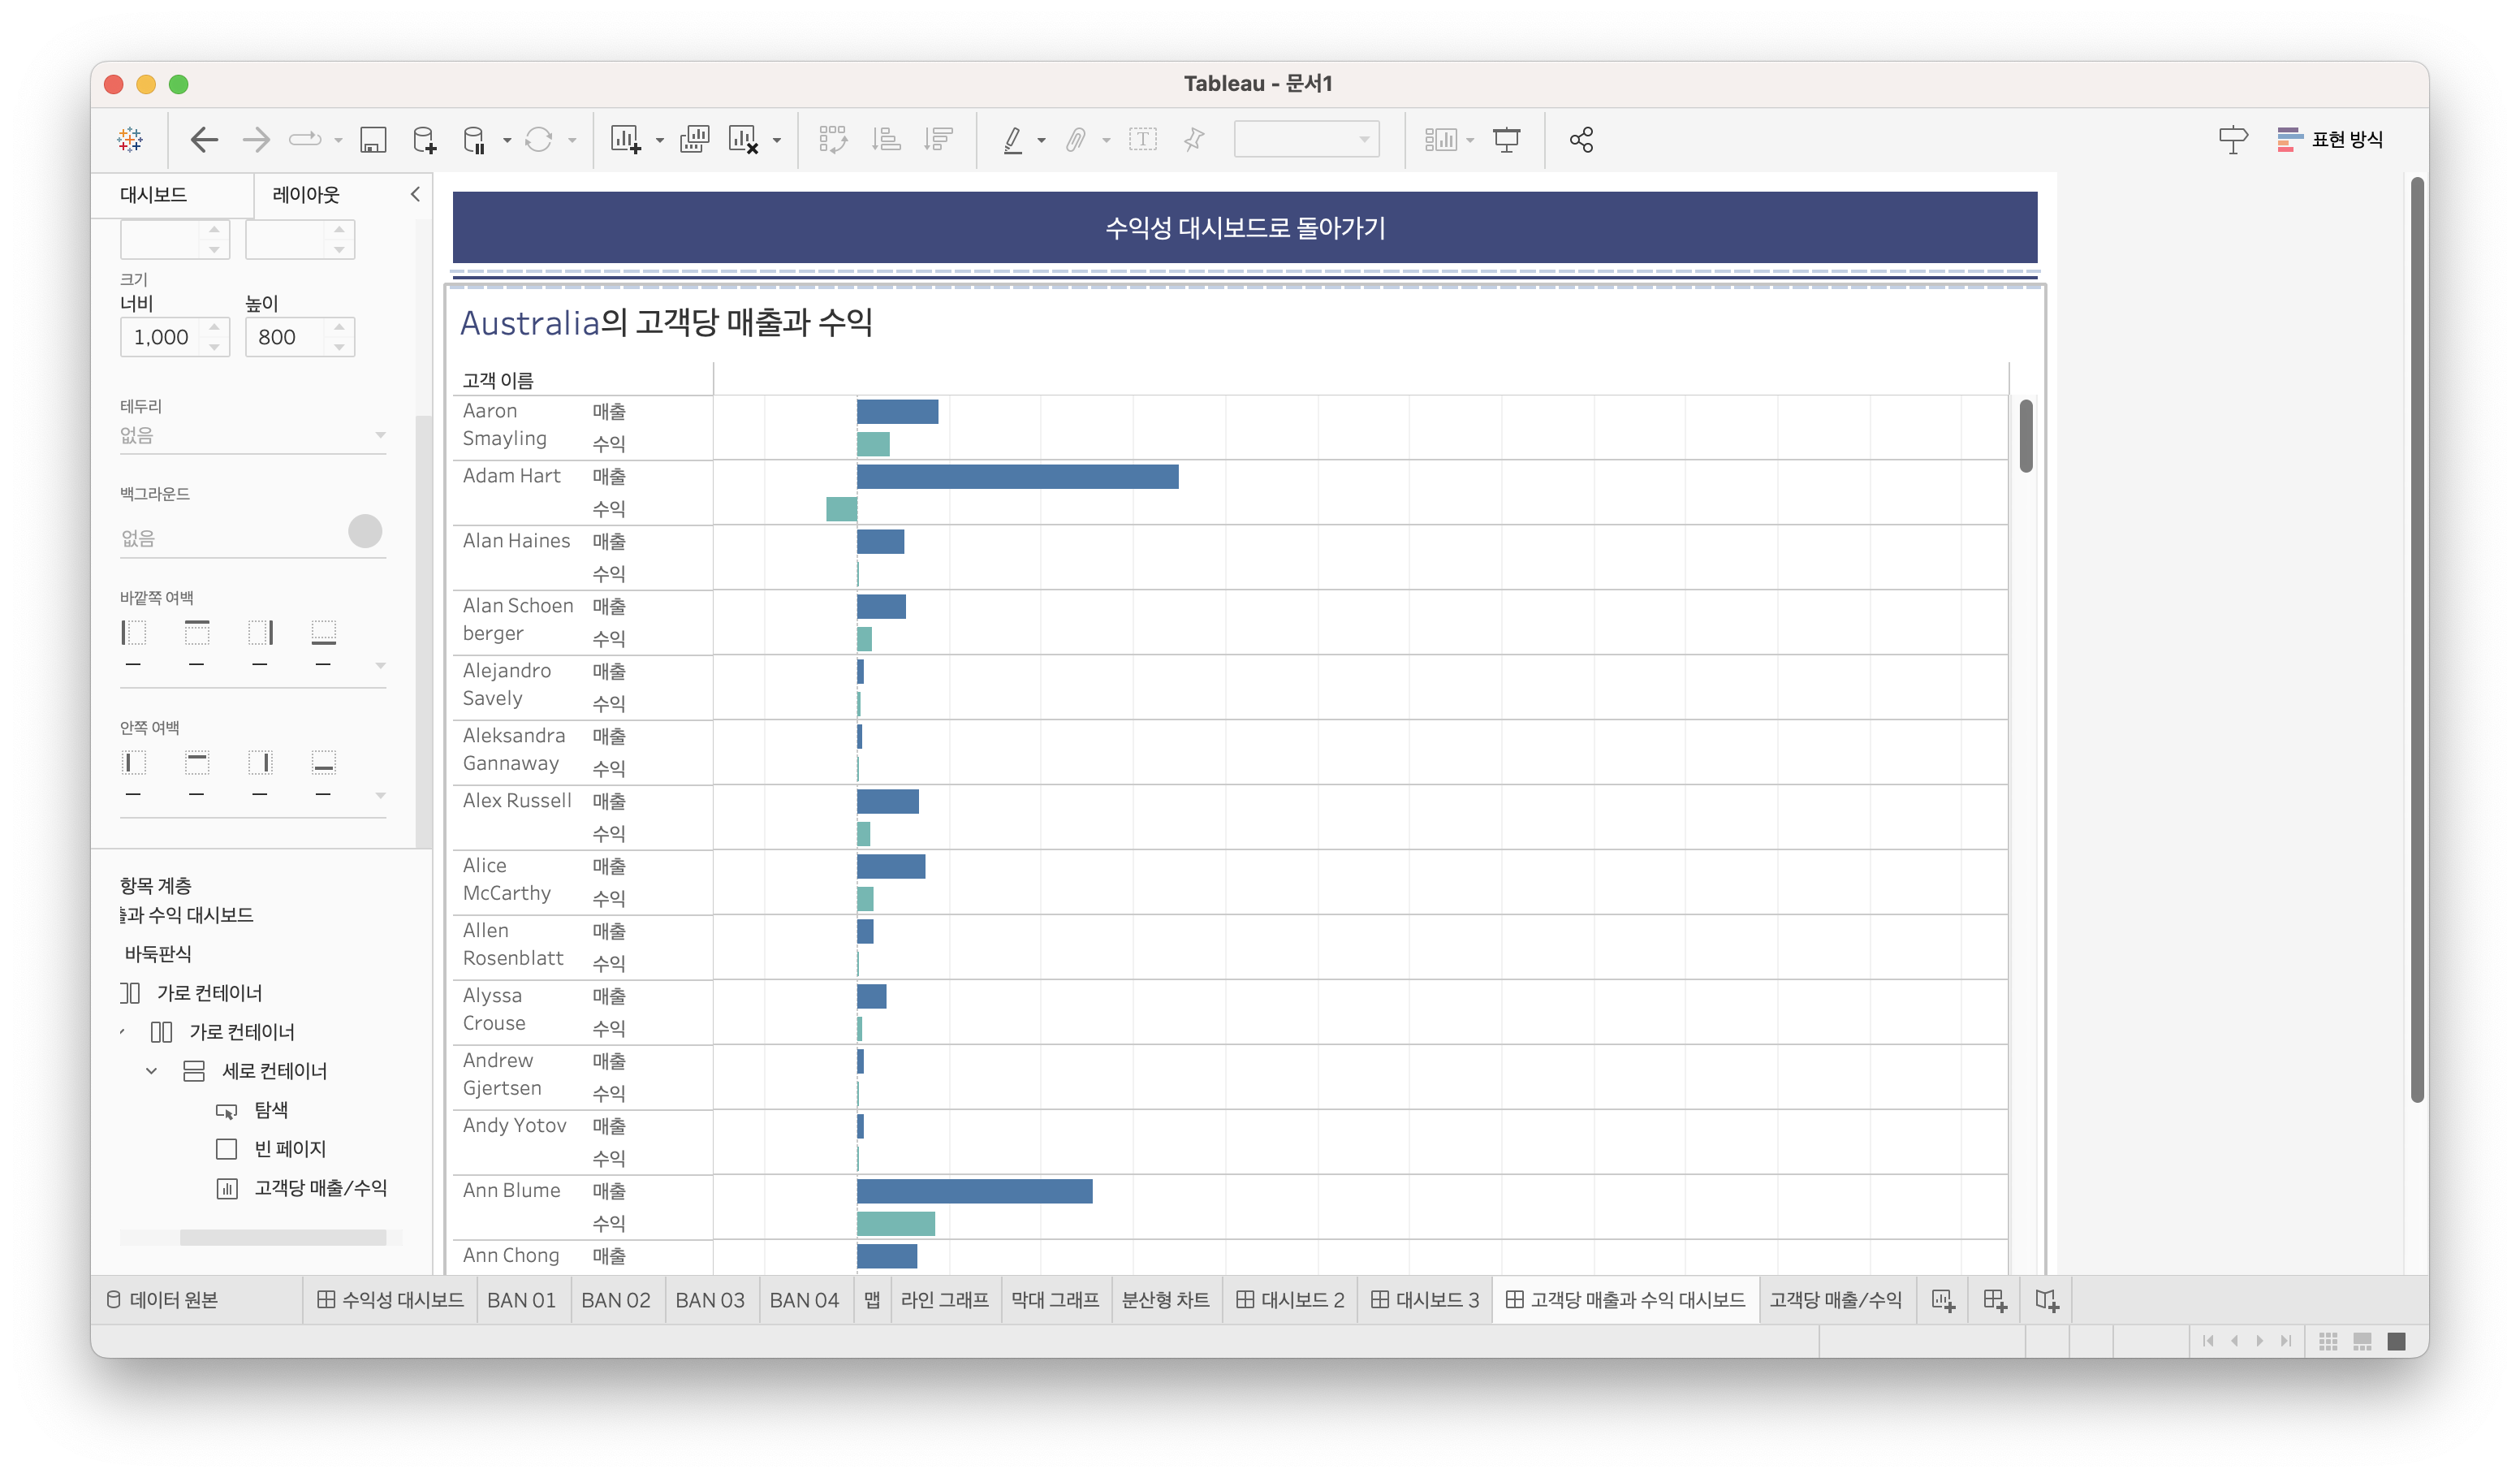 Tableau - 문서1
표현 방식
대시보드
레이아웃
크기
너비
높이
1,000
800
테두리
없음
백그라운드
없음
바깥쪽 여백
안쪽 여백
항목 계층
과 수익 대시보드
바둑판식
가로 컨테이너
가로 컨테이너
세로 컨테이너
탐색
빈 페이지
고객당 매출/수익
수익성 대시보드로 돌아가기
Australia의 고객당 매출과 수익
고객 이름
Aaron
Smayling
매출
수익
Adam Hart
매출
수익
Alan Haines
매출
수익
Alan Schoen
berger
매출
수익
Alejandro
Savely
매출
수익
Aleksandra
Gannaway
매출
수익
Alex Russell
매출
수익
Alice
McCarthy
매출
수익
Allen
Rosenblatt
매출
수익
Alyssa
Crouse
매출
수익
Andrew
Gjertsen
매출
수익
Andy Yotov
매출
수익
Ann Blume
매출
수익
Ann Chong
매출
데이터 원본
수익성 대시보드
BAN 01
BAN 02
BAN 03
BAN 04
맵
라인 그래프
막대 그래프
분산형 차트
대시보드 2
대시보드 3
고객당 매출과 수익 대시보드
고객당 매출/수익